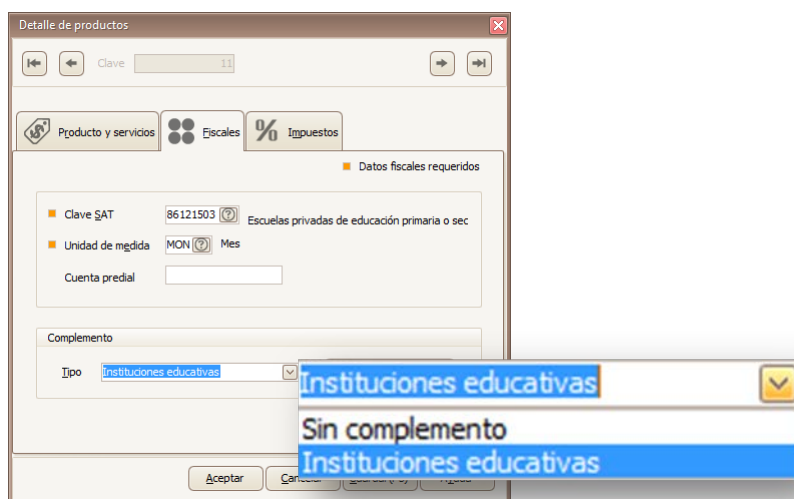 Detalle de productos
Clave 11
Producto y servicios Fiscales Impuestos
Datos fiscales requeridos
Clave SAT 86121503 Escuelas privadas de educación primaria o sec
Unidad de medida MON Mes
Cuenta predial
Complemento
Tipo Instituciones educativas
Instituciones educativas
Sin complemento
Instituciones educativas
Aceptar